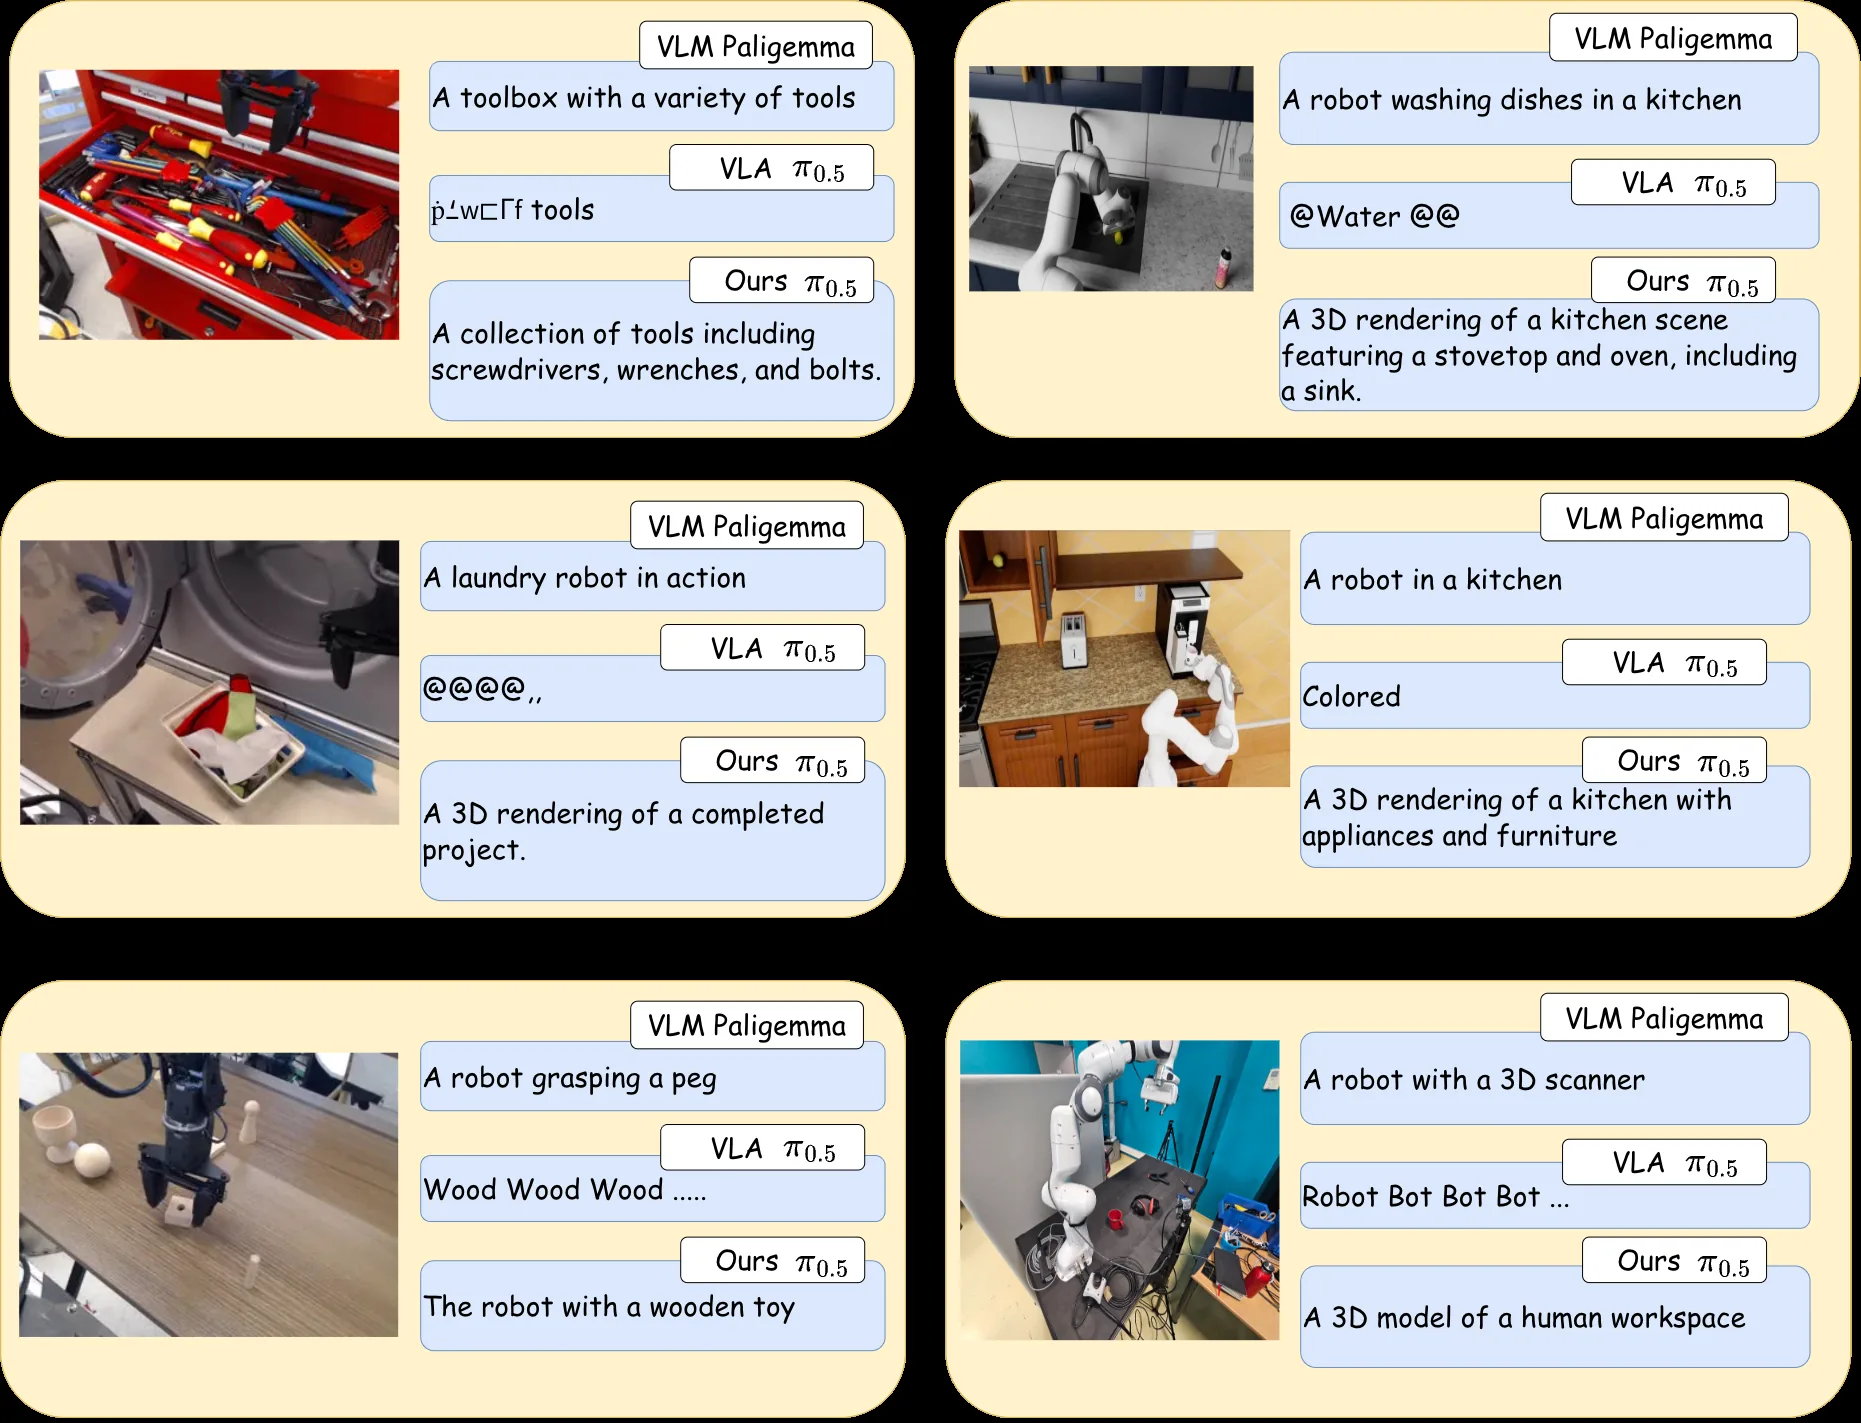 VLM Paligemma
A toolbox with a variety of tools
VLA π0.5
tools
Ours π0.5
A collection of tools including
screwdrivers, wrenches, and bolts.
VLM Paligemma
A robot washing dishes in a kitchen
VLA π0.5
@Water @@
Ours π0.5
A 3D rendering of a kitchen scene
featuring a stovetop and oven, including
a sink.
VLM Paligemma
A laundry robot in action
VLA π0.5
@@@@,,
Ours π0.5
A 3D rendering of a completed
project.
VLM Paligemma
A robot in a kitchen
VLA π0.5
Colored
Ours π0.5
A 3D rendering of a kitchen with
appliances and furniture
VLM Paligemma
A robot grasping a peg
VLA π0.5
Wood Wood Wood .....
Ours π0.5
The robot with a wooden toy
VLM Paligemma
A robot with a 3D scanner
VLA π0.5
Robot Bot Bot Bot ...
Ours π0.5
A 3D model of a human workspace